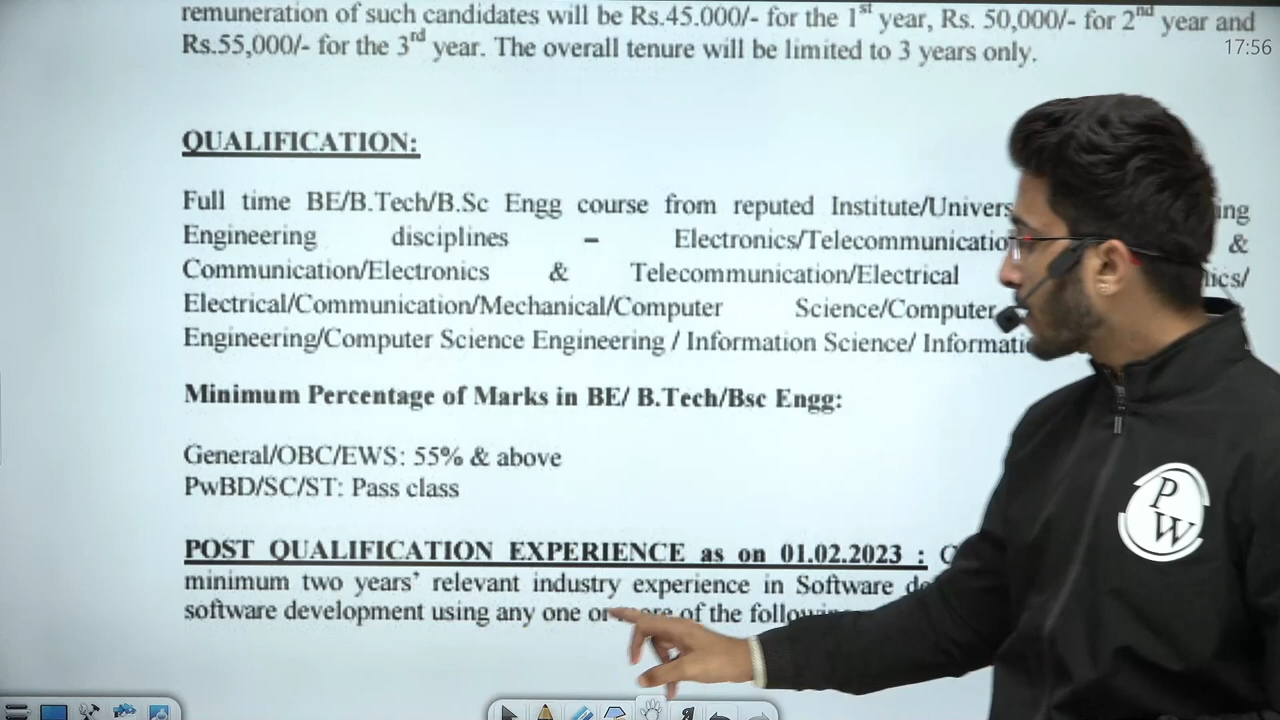 remuneration of such candidates will be Rs.45.000/- for the 1st year, Rs. 50,000/- for 2nd year and
Rs.55,000/- for the 3rd year. The overall tenure will be limited to 3 years only.
17:56
QUALIFICATION:
Full time BE/B.Tech/B.Sc Engg course from reputed Institute/Univers ing
Engineering disciplines – Electronics/Telecommunicatio &
Communication/Electronics & Telecommunication/Electrical nics/
Electrical/Communication/Mechanical/Computer Science/Computer
Engineering/Computer Science Engineering / Information Science/ Informati
Minimum Percentage of Marks in BE/ B.Tech/Bsc Engg:
General/OBC/EWS: 55% & above
PwBD/SC/ST: Pass class
POST QUALIFICATION EXPERIENCE as on 01.02.2023 : C
minimum two years' relevant industry experience in Software de
software development using any one or more of the following
P
W